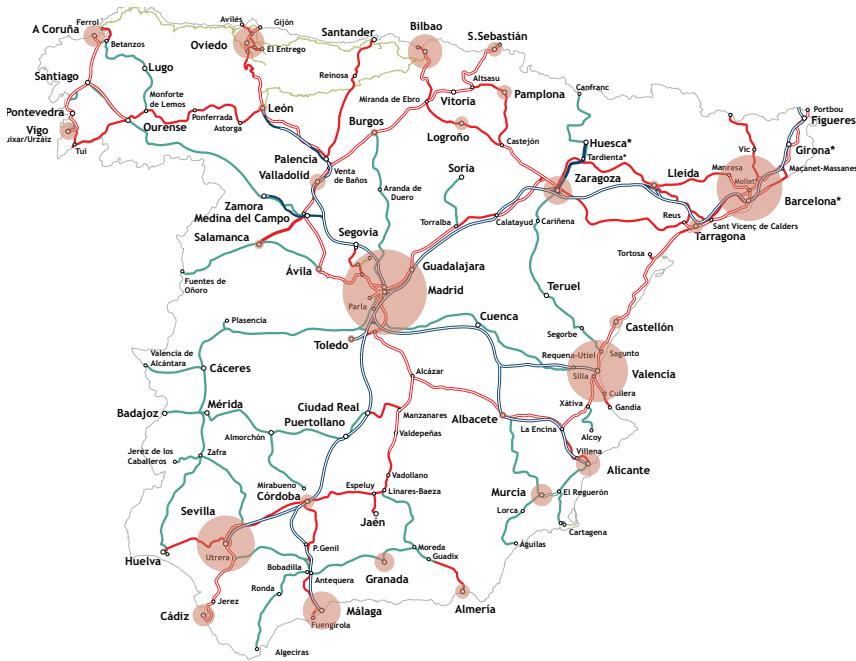 Ferrol
Avilés
Gijón
A Coruña
Betanzos
Oviedo
El Entrego
Santander
Bilbao
S.Sebastián
Santiago
Lugo
Reinosa
Altsasu
Canfranc
Pamplona
Portbou
Figueres
Pontevedra
Monforte
de Lemos
León
Miranda de Ebro
Vitoria
Vigo
uixar/Urzáiz
Ourense
Ponferrada
Astorga
Burgos
Logroño
Castejón
Huesca*
Tardienta*
Vic
Girona*
Tui
Palencia
Valladolid
Venta
de Baños
Soria
Zaragoza
Lleida
Manresa
Mollet*
Maçanet-Massanes
Aranda de
Duero
Barcelona*
Zamora
Medina del Campo
Torralba
Calatayud
Cariñena
Reus
Sant Vicenç de Calders
Tarragona
Salamanca
Segovia
Tortosa
Ávila
Guadalajara
Madrid
Fuentes de
Oñoro
Teruel
Parla
Plasencia
Cuenca
Segorbe
Castellón
Toledo
Requena-Utiel
Sagunto
Valencia de
Alcántara
Cáceres
Alcázar
Silla
Valencia
Cullera
Gandia
Badajoz
Mérida
Ciudad Real
Puertollano
Manzanares
Albacete
Xátiva
Almorchón
Valdepeñas
La Encina
Alcoy
Jerez de los
Caballeros
Zafra
Villena
Alicante
Mirabueno
Vadollano
Córdoba
Espeluy
Linares-Baeza
Murcia
El Reguerón
Sevilla
Jaén
Lorca
Cartagena
Huelva
Utrera
P.Genil
Moreda
Guadix
Águilas
Bobadilla
Antequera
Granada
Ronda
Jerez
Cádiz
Málaga
Fuengirola
Almería
Algeciras